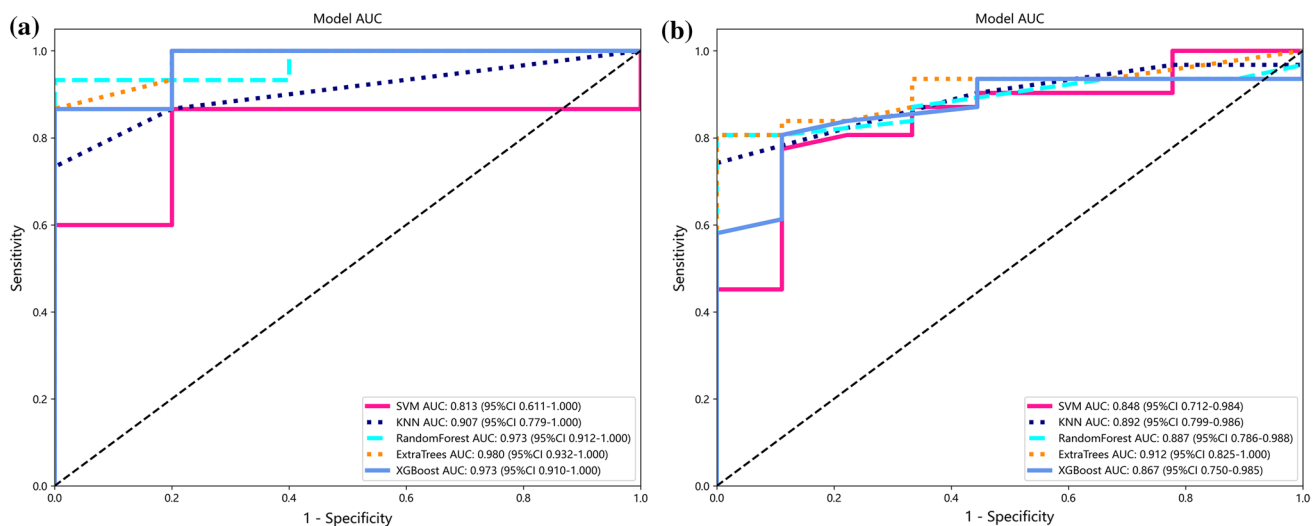 (a)
Model AUC
1.0
0.8
0.6
0.4
0.2
0.0
Sensitivity
SVM AUC: 0.813 (95%CI 0.611-1.000)
KNN AUC: 0.907 (95%CI 0.779-1.000)
RandomForest AUC: 0.973 (95%CI 0.912-1.000)
ExtraTrees AUC: 0.980 (95%CI 0.932-1.000)
XGBoost AUC: 0.973 (95%CI 0.910-1.000)
0.0 0.2 0.4 0.6 0.8 1.0
1 - Specificity
(b)
Model AUC
1.0
0.8
0.6
0.4
0.2
0.0
Sensitivity
SVM AUC: 0.848 (95%CI 0.712-0.984)
KNN AUC: 0.892 (95%CI 0.799-0.986)
RandomForest AUC: 0.887 (95%CI 0.786-0.988)
ExtraTrees AUC: 0.912 (95%CI 0.825-1.000)
XGBoost AUC: 0.867 (95%CI 0.750-0.985)
0.0 0.2 0.4 0.6 0.8 1.0
1 - Specificity